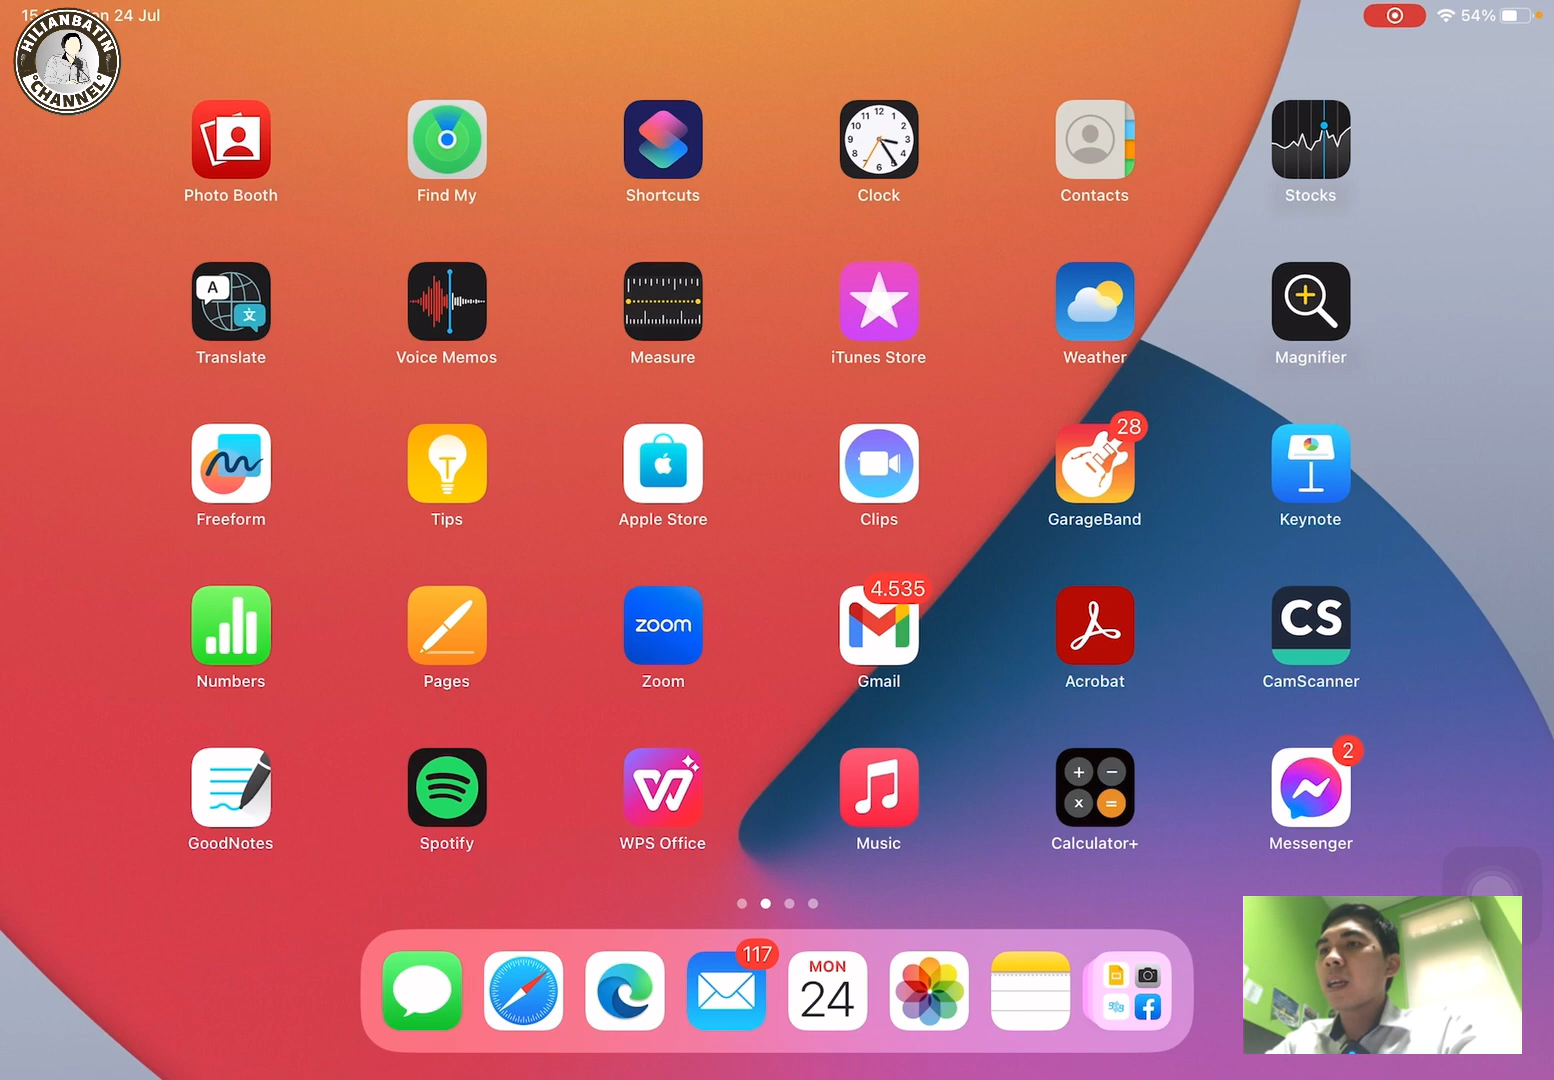 24 Jul
54%
HILIANBATIN
CHANNEL
Photo Booth
Find My
Shortcuts
Clock
Contacts
Stocks
Translate
Voice Memos
Measure
iTunes Store
Weather
Magnifier
28
Freeform
Tips
Apple Store
Clips
GarageBand
Keynote
zoom
4.535
CS
Numbers
Pages
Zoom
Gmail
Acrobat
CamScanner
2
GoodNotes
Spotify
WPS Office
Music
Calculator+
Messenger
117
MON
24